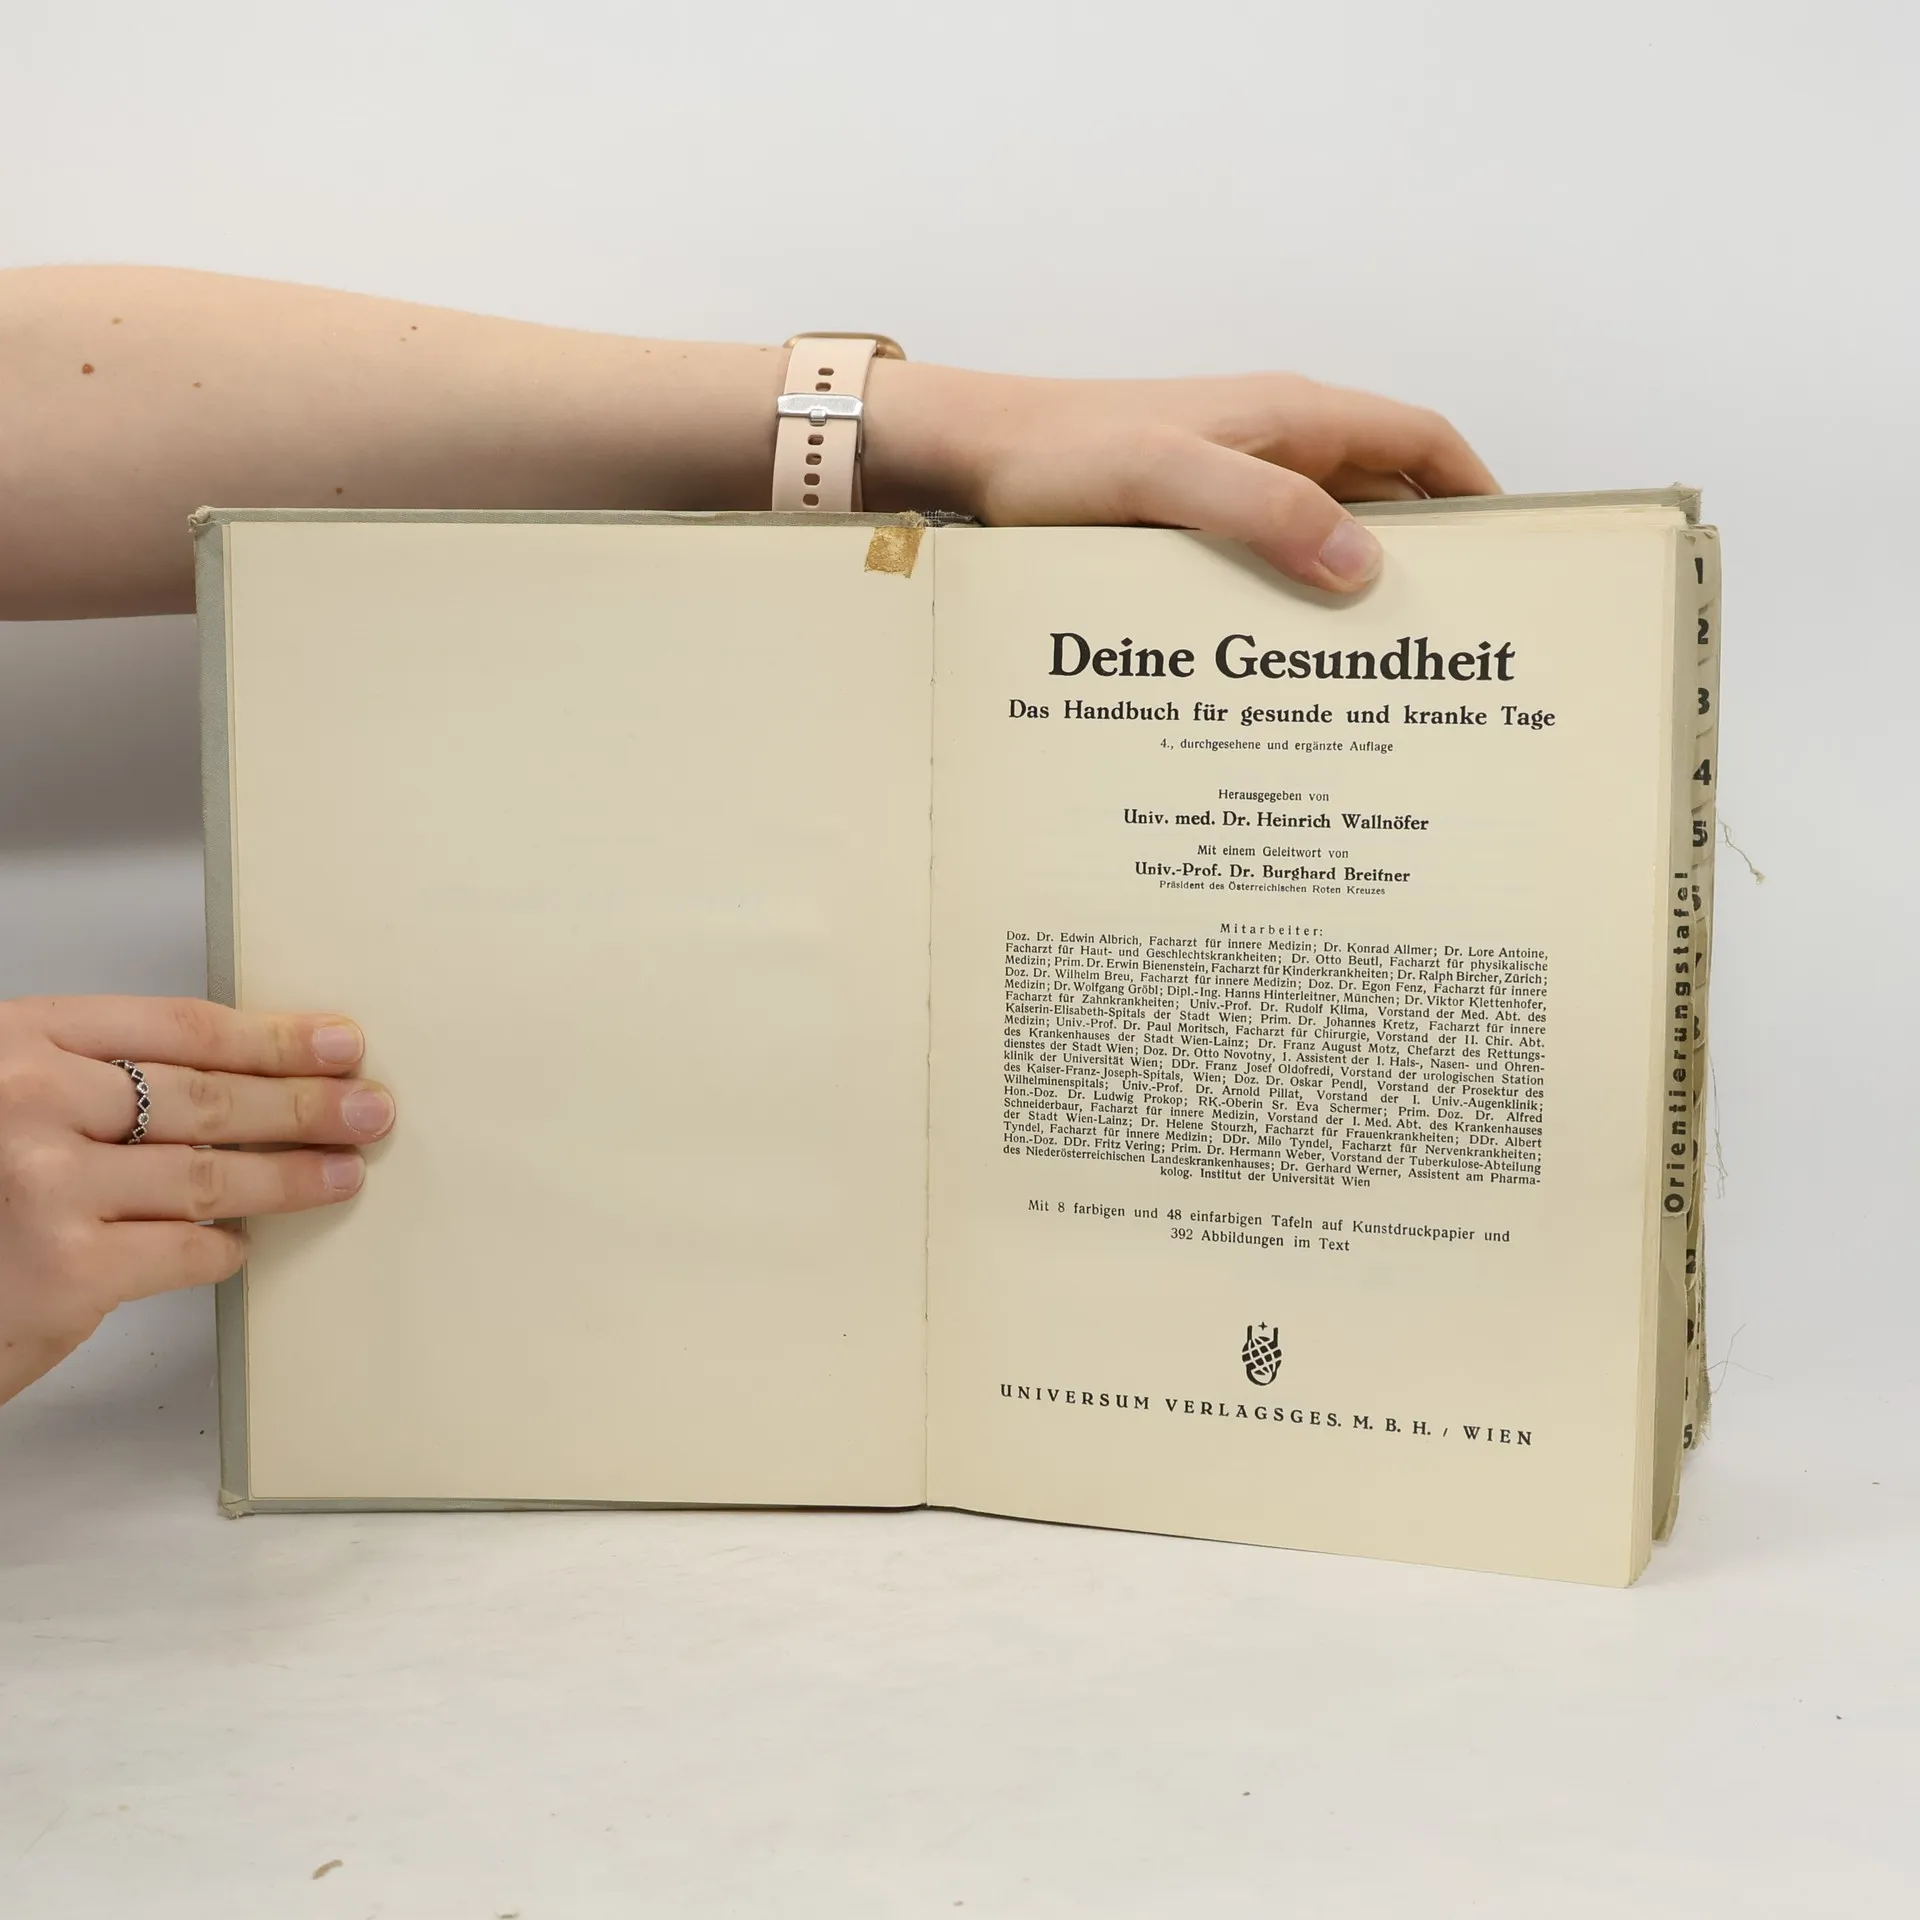 Deine Gesundheit
Das Handbuch für gesunde und kranke Tage
4., durchgesehene und ergänzte Auflage
Herausgegeben von
Univ. med. Dr. Heinrich Wallnöfer
Mit einem Geleitwort von
Univ.-Prof. Dr. Burghard Breitner
Präsident des Österreichischen Roten Kreuzes
Mitarbeiter:
Doz. Dr. Edwin Albrich, Facharzt für innere Medizin; Dr. Konrad Allmer; Dr. Lore Antoine,
Facharzt für Haut- und Geschlechtskrankheiten; Dr. Otto Beutl, Facharzt für physikalische
Medizin; Prim. Dr. Erwin Bienenstein, Facharzt für Kinderkrankheiten; Dr. Ralph Bircher, Zürich;
Doz. Dr. Wilhelm Breu, Facharzt für innere Medizin; Doz. Dr. Egon Fenz, Facharzt für innere
Medizin; Dr. Wolfgang Gröbl; Dipl.-Ing. Hanns Hinterleitner, München; Dr. Viktor Klettenhofer,
Facharzt für Zahnkrankheiten; Univ.-Prof. Dr. Rudolf Klima, Vorstand der Med. Abt. des
Kaiserin-Elisabeth-Spitals der Stadt Wien; Prim. Dr. Johannes Kretz, Facharzt für innere
Medizin; Univ.-Prof. Dr. Paul Moritsch, Facharzt für Chirurgie, Vorstand der II. Chir. Abt.
des Krankenhauses der Stadt Wien-Lainz; Dr. Franz August Motz, Chefarzt des Rettungs-
dienstes der Stadt Wien; Doz. Dr. Otto Novotny, 1. Assistent der I. Hals-, Nasen- und Ohren-
klinik der Universität Wien; DDr. Franz Josef Oldofredi, Vorstand der urologischen Station
des Kaiser-Franz-Joseph-Spitals, Wien; Doz. Dr. Oskar Pendl, Vorstand der Prosektur des
Wilhelminenspitals; Univ.-Prof. Dr. Arnold Pillat, Vorstand der I. Univ.-Augenklinik;
Hon.-Doz. Dr. Ludwig Prokop; RK.-Oberin Sr. Eva Schermer; Prim. Doz. Dr. Alfred
Schneiderbaur, Facharzt für innere Medizin, Vorstand der I. Med. Abt. des Krankenhauses
der Stadt Wien-Lainz; Dr. Helene Stourzh, Facharzt für Frauenkrankheiten; DDr. Albert
Tyndel, Facharzt für innere Medizin; DDr. Milo Tyndel, Facharzt für Nervenkrankheiten;
Hon.-Doz. DDr. Fritz Vering; Prim. Dr. Hermann Weber, Vorstand der Tuberkulose-Abteilung
des Niederösterreichischen Landeskrankenhauses; Dr. Gerhard Werner, Assistent am Pharma-
kolog. Institut der Universität Wien
Mit 8 farbigen und 48 einfarbigen Tafeln auf Kunstdruckpapier und
392 Abbildungen im Text
UNIVERSUM VERLAGSGES. M. B. H. / WIEN
1
2
3
4
5
Orientierungstafel
2
3
5